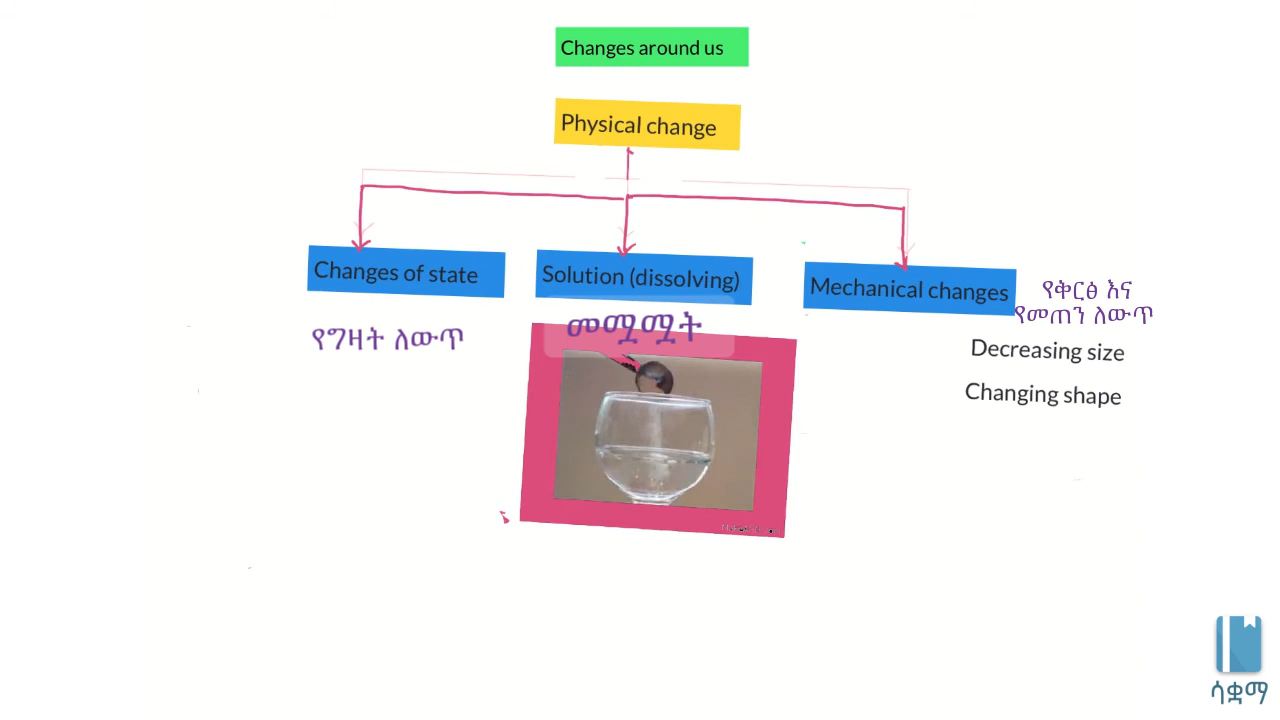 Changes around us
Physical change
Changes of state
Solution (dissolving)
Mechanical changes
የግዛት ለውጥ
መሟሟት
የቅርፅ እና
የመጠን ለውጥ
Decreasing size
Changing shape
ሳቋማ